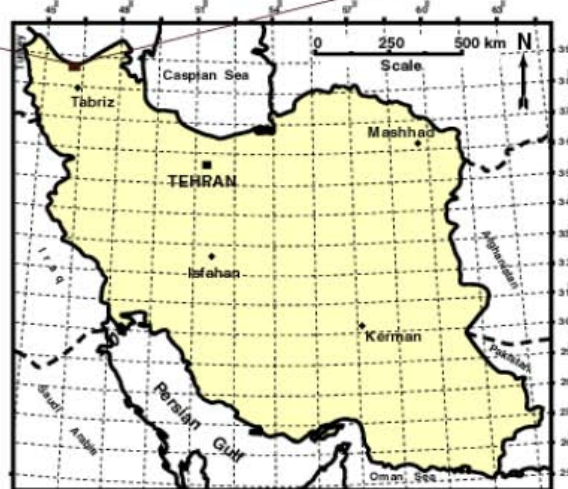 0 250 500 km N
Scale
Caspian Sea
Tabriz
Mashhad
TEHRAN
Afghanistan
Iraq
Isfahan
Kerman
Pakistan
Persian Gulf
Saudi Arabia
Oman Sea